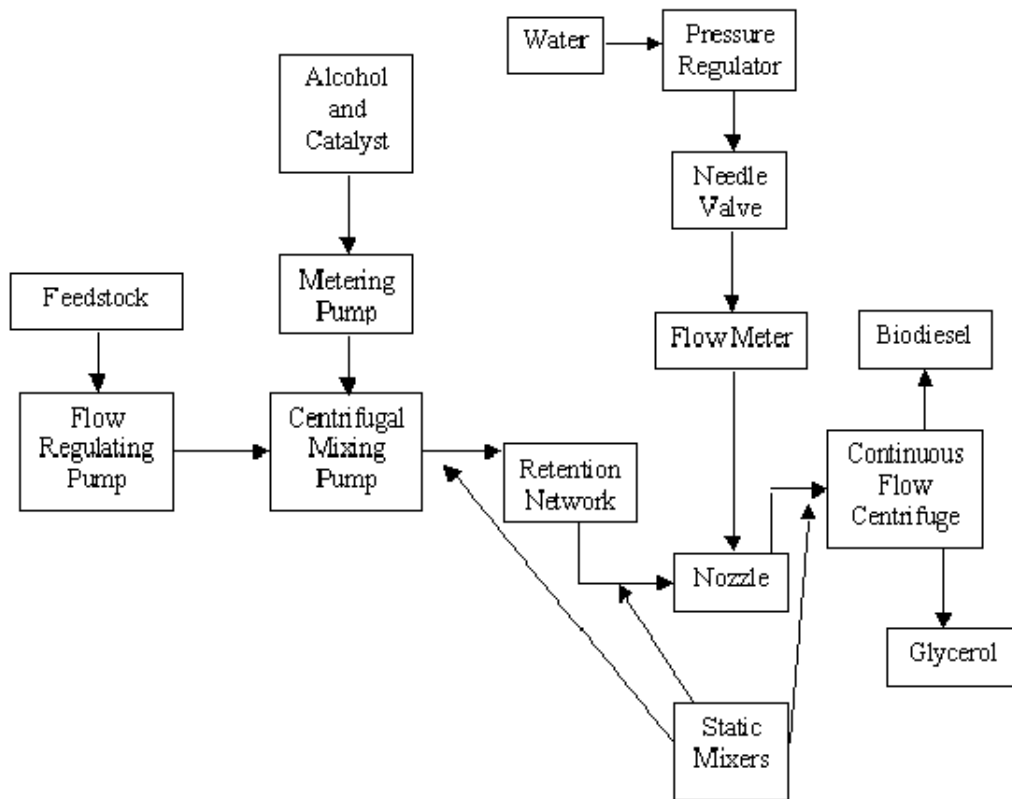 Water
Pressure
Regulator
Alcohol
and
Catalyst
Needle
Valve
Feedstock
Metering
Pump
Flow Meter
Biodiesel
Flow
Regulating
Pump
Centrifugal
Mixing
Pump
Retention
Network
Continuous
Flow
Centrifuge
Nozzle
Glycerol
Static
Mixers